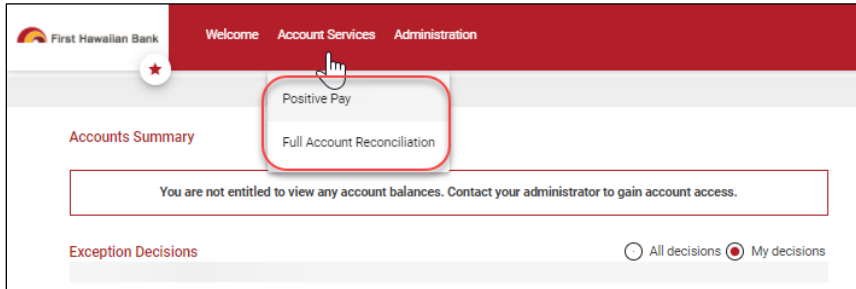 First Hawaiian Bank
Welcome Account Services Administration
Positive Pay
Full Account Reconciliation
Accounts Summary
You are not entitled to view any account balances. Contact your administrator to gain account access.
Exception Decisions
All decisions My decisions